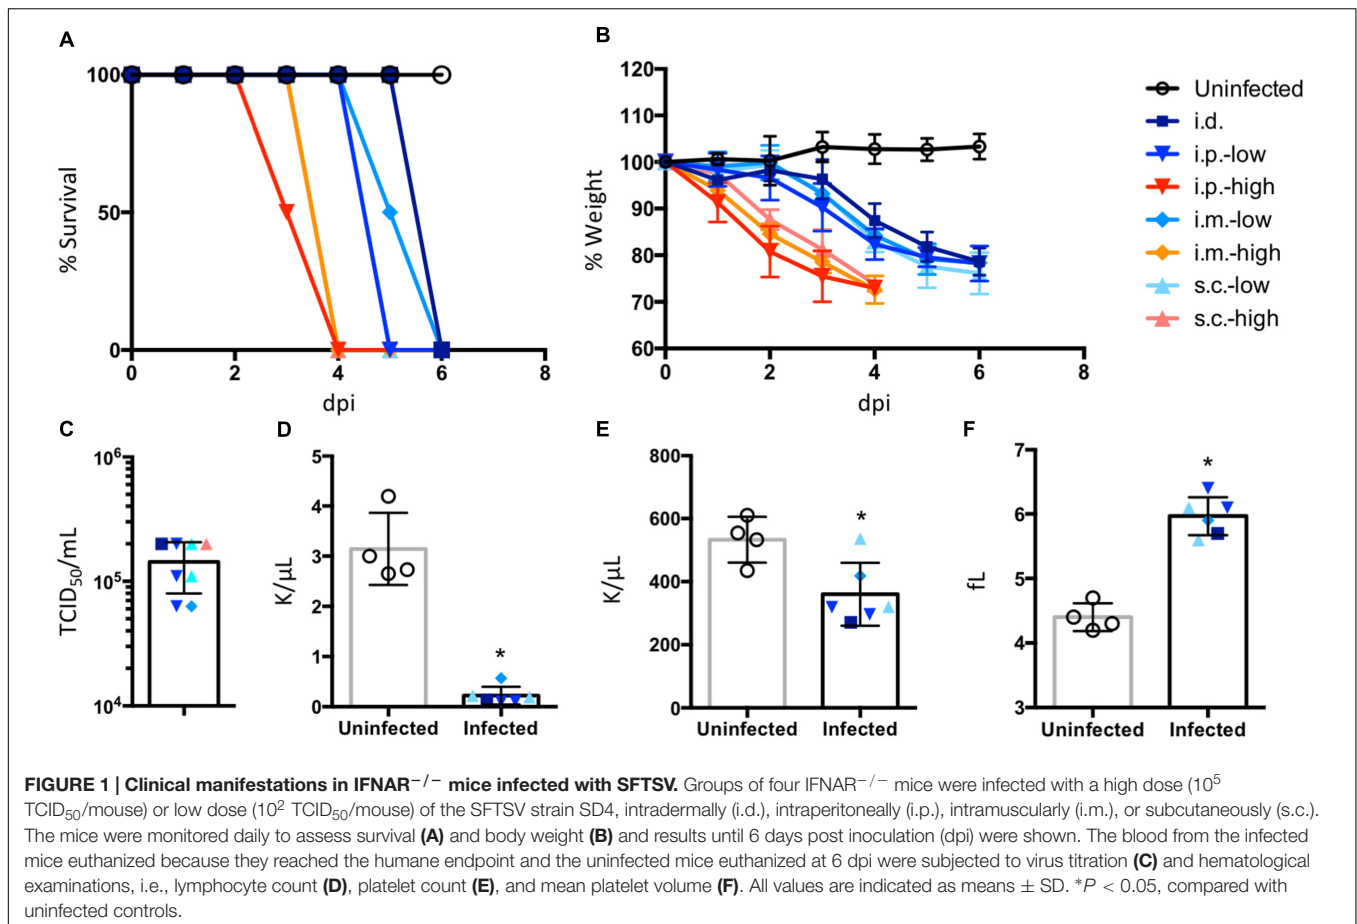 A
100
50
0
% Survival
0 2 4 6 8
dpi
B
120
110
100
90
80
70
60
% Weight
0 2 4 6 8
dpi
Uninfected
i.d.
i.p.-low
i.p.-high
i.m.-low
i.m.-high
s.c.-low
s.c.-high
C
10⁶
10⁵
10⁴
TCID₅₀/mL
D
5
4
3
2
1
0
K/µL
*
Uninfected Infected
E
800
600
400
200
0
K/µL
*
Uninfected Infected
F
7
6
5
4
3
fL
*
Uninfected Infected
FIGURE 1 | Clinical manifestations in IFNAR⁻/⁻ mice infected with SFTSV. Groups of four IFNAR⁻/⁻ mice were infected with a high dose (10⁵
TCID₅₀/mouse) or low dose (10² TCID₅₀/mouse) of the SFTSV strain SD4, intradermally (i.d.), intraperitoneally (i.p.), intramuscularly (i.m.), or subcutaneously (s.c.).
The mice were monitored daily to assess survival (A) and body weight (B) and results until 6 days post inoculation (dpi) were shown. The blood from the infected
mice euthanized because they reached the humane endpoint and the uninfected mice euthanized at 6 dpi were subjected to virus titration (C) and hematological
examinations, i.e., lymphocyte count (D), platelet count (E), and mean platelet volume (F). All values are indicated as means ± SD. *P < 0.05, compared with
uninfected controls.